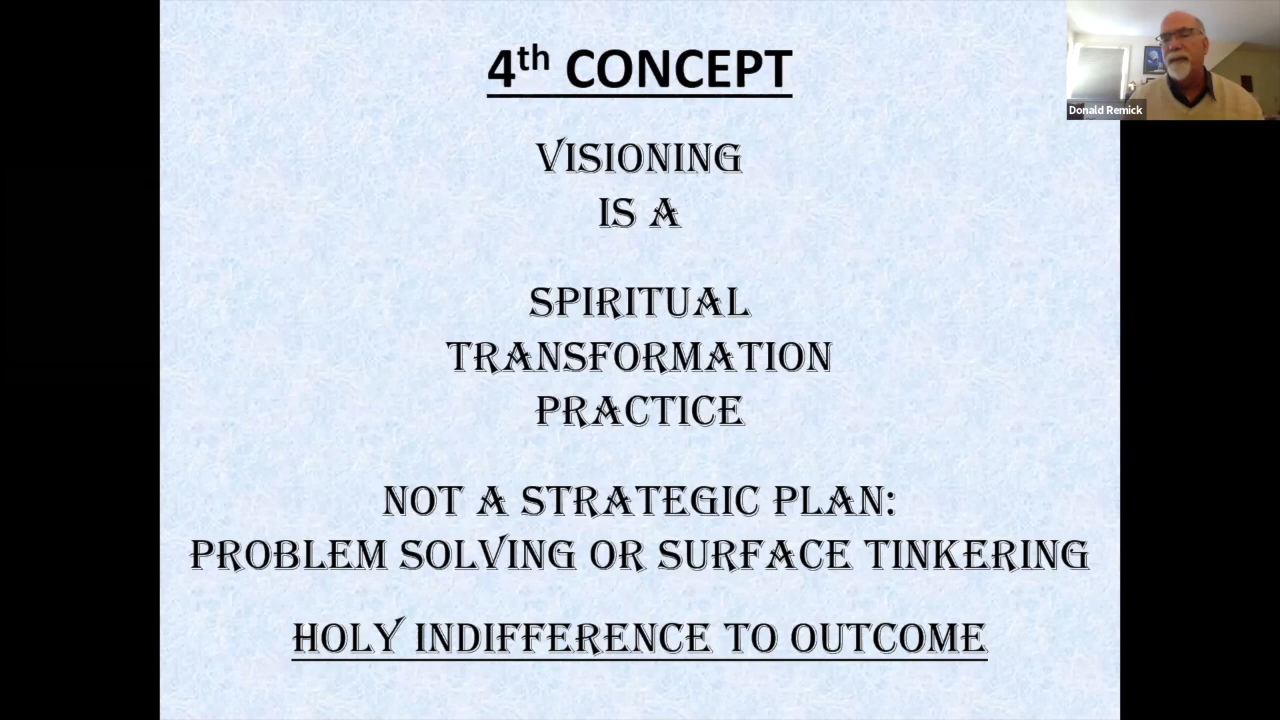 4th CONCEPT
VISIONING
IS A
SPIRITUAL
TRANSFORMATION
PRACTICE
NOT A STRATEGIC PLAN:
PROBLEM SOLVING OR SURFACE TINKERING
HOLY INDIFFERENCE TO OUTCOME
Donald Remick